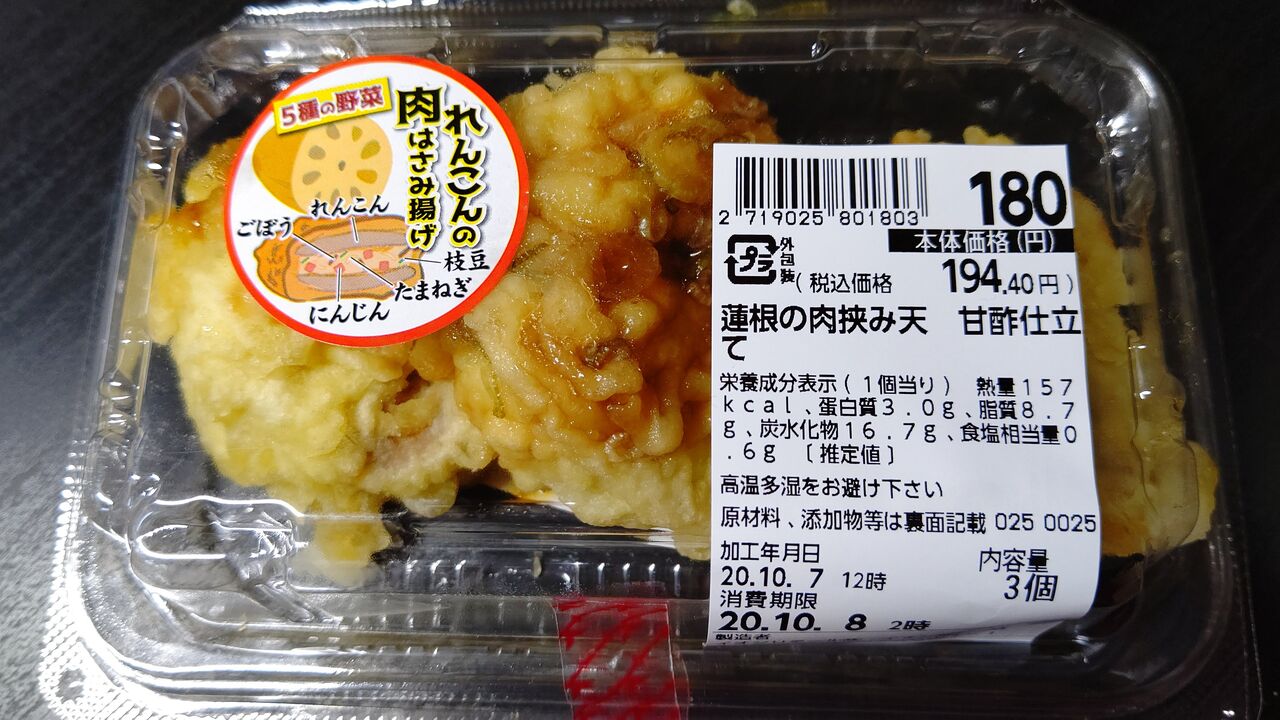 5種の野菜
れんこんの
肉はさみ揚げ
れんこん
ごぼう
枝豆
たまねぎ
にんじん
2 719025 801803
180
本体価格(円)
プラ
外包装
(税込価格 194.40円)
蓮根の肉挟み天 甘酢仕立
て
栄養成分表示(1個当り) 熱量157
kcal、蛋白質3.0g、脂質8.7
g、炭水化物16.7g、食塩相当量0
.6g [推定値]
高温多湿をお避け下さい
原材料、添加物等は裏面記載 025 0025
加工年月日
20.10. 7 12時
内容量
3個
消費期限
20.10. 8 2時
製造者